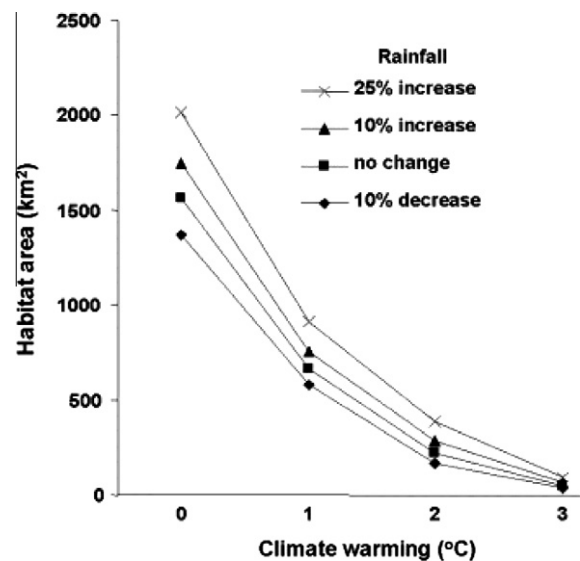 2500
2000
1500
1000
500
0
Habitat area (km²)
Rainfall
25% increase
10% increase
no change
10% decrease
0 1 2 3
Climate warming (°C)